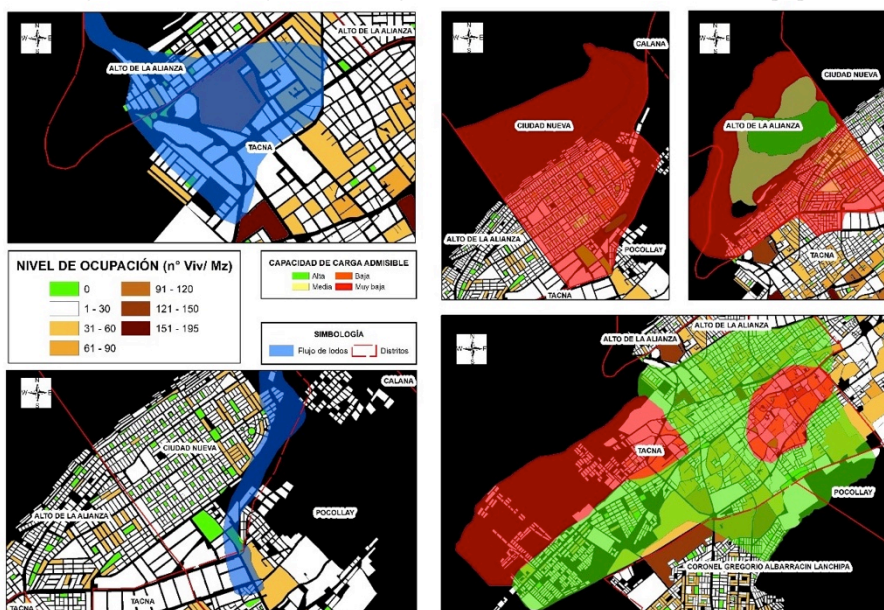 N
W E
S
ALTO DE LA ALIANZA
ALTO DE LA ALIANZA
TACNA
N
W E
S
CALANA
CIUDAD NUEVA
ALTO DE LA ALIANZA
POCOLLAY
TACNA
N
W E
S
CIUDAD NUEVA
ALTO DE LA ALIANZA
TACNA
NIVEL DE OCUPACIÓN (n° Viv/ Mz)
0
1 - 30
31 - 60
61 - 90
91 - 120
121 - 150
151 - 195
CAPACIDAD DE CARGA ADMISIBLE
Alta
Media
Baja
Muy baja
SIMBOLOGÍA
Flujo de lodos
Distritos
N
W E
S
CALANA
CIUDAD NUEVA
ALTO DE LA ALIANZA
POCOLLAY
TACNA
TACNA
N
S
ALTO DE LA ALIANZA
ALTO DE LA ALIANZA
TACNA
POCOLLAY
CORONEL GREGORIO ALBARRACIN LANCHIPA